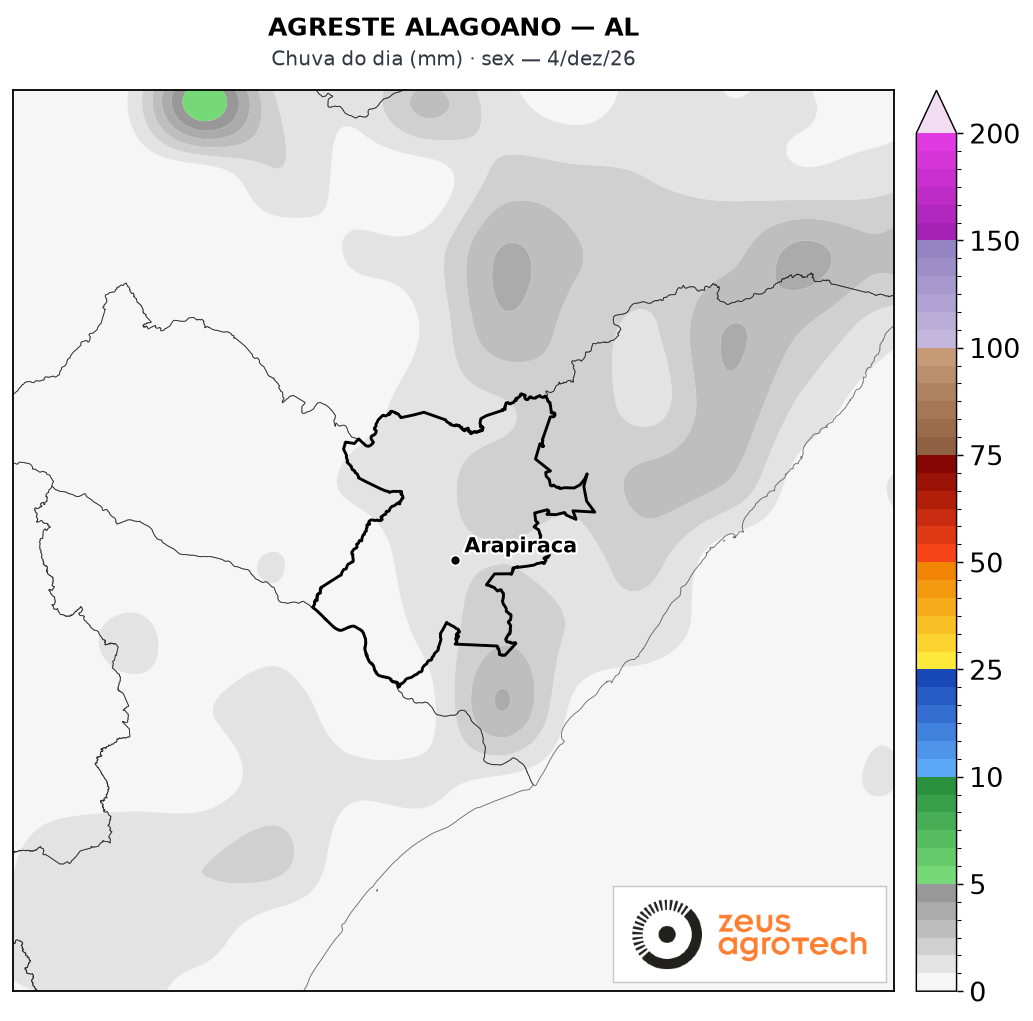 AGRESTE ALAGOANO — AL
Chuva do dia (mm) · sex — 4/dez/26
200
150
100
75
50
25
10
5
0
Arapiraca
zeus
agrotech